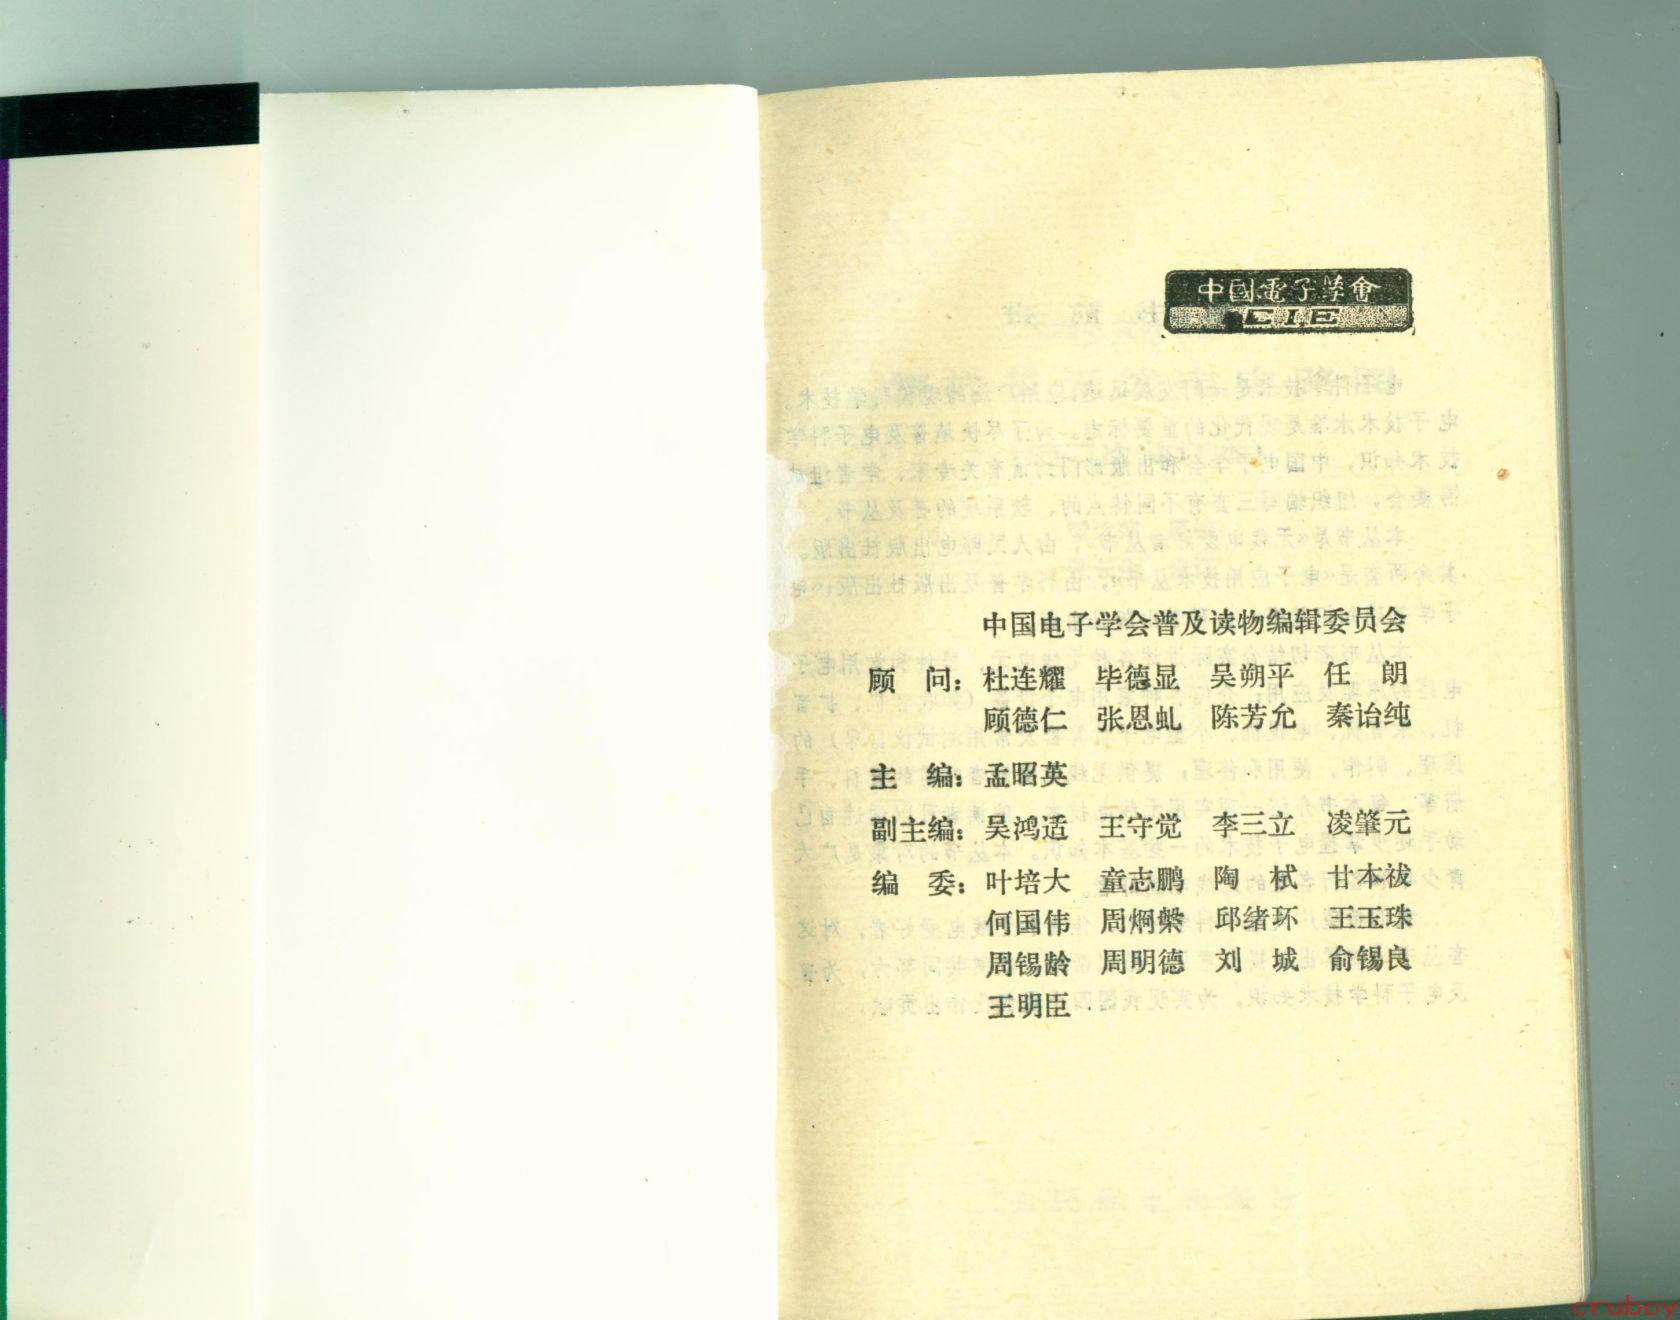 中國電子學會
CIE
中国电子学会普及读物编辑委员会
顾 问：杜连耀 毕德显 吴朔平 任 朗
顾德仁 张恩虬 陈芳允 秦诒纯
主 编：孟昭英
副主编：吴鸿适 王守觉 李三立 凌肇元
编 委：叶培大 童志鹏 陶 栻 甘本祓
何国伟 周炯槃 邱绪环 王玉珠
周锡龄 周明德 刘 城 俞锡良
王明臣
cruboy